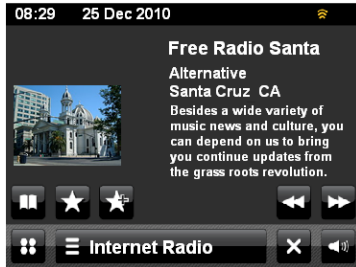 08:29 25 Dec 2010
Free Radio Santa
Alternative
Santa Cruz CA
Besides a wide variety of
music news and culture, you
can depend on us to bring
you continue updates from
the grass roots revolution.
Internet Radio